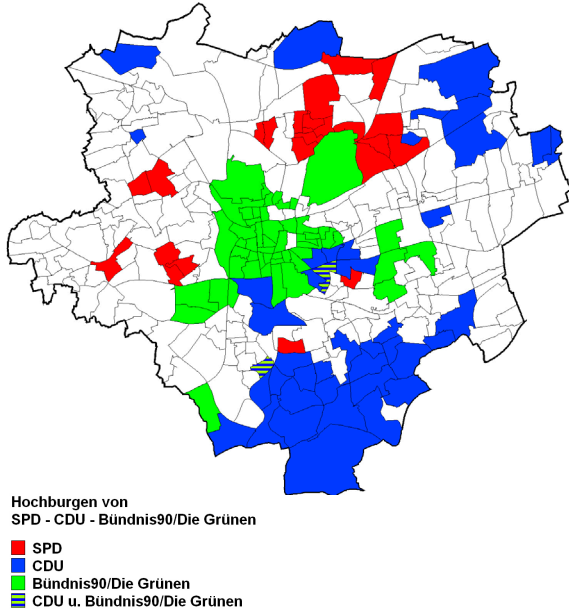 Hochburgen von
SPD - CDU - Bündnis90/Die Grünen
SPD
CDU
Bündnis90/Die Grünen
CDU u. Bündnis90/Die Grünen